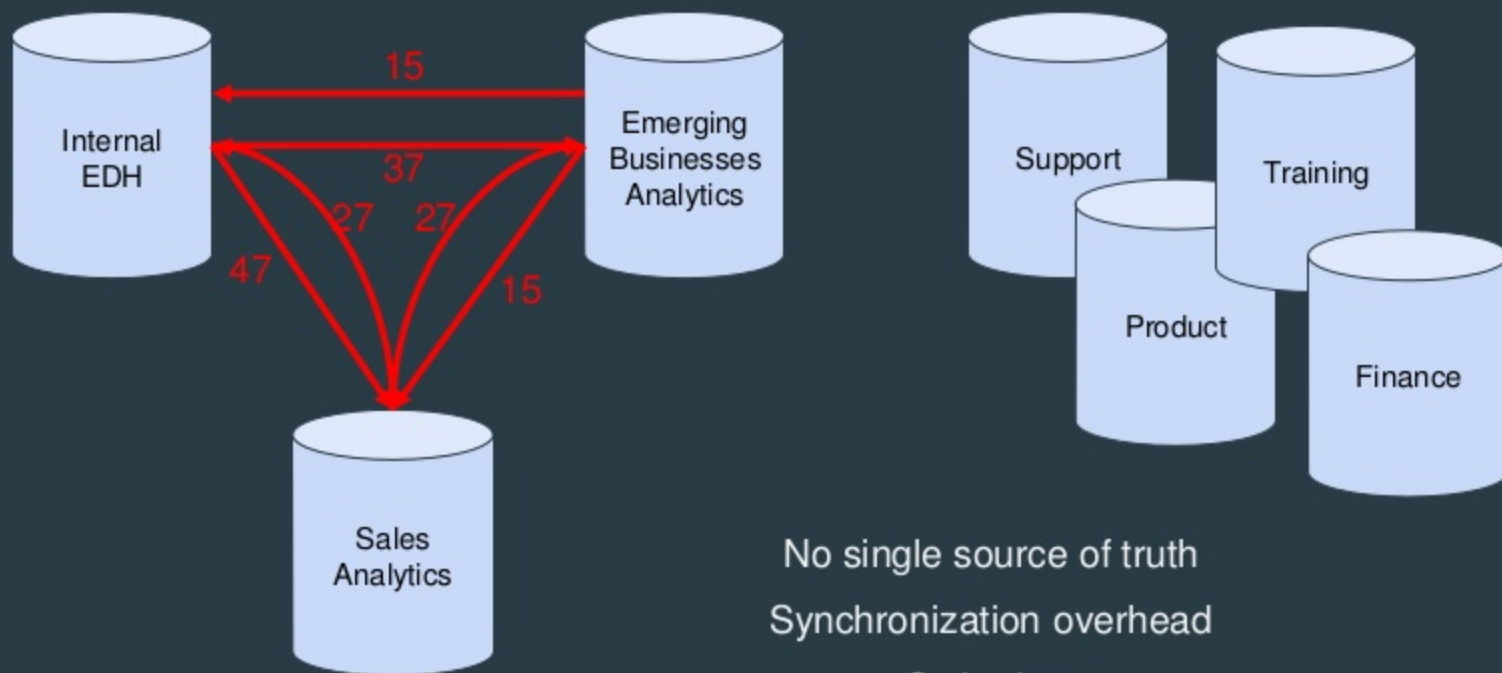 Internal
EDH
15
37
27
27
47
15
Emerging
Businesses
Analytics
Sales
Analytics
Support
Training
Product
Finance
No single source of truth
Synchronization overhead